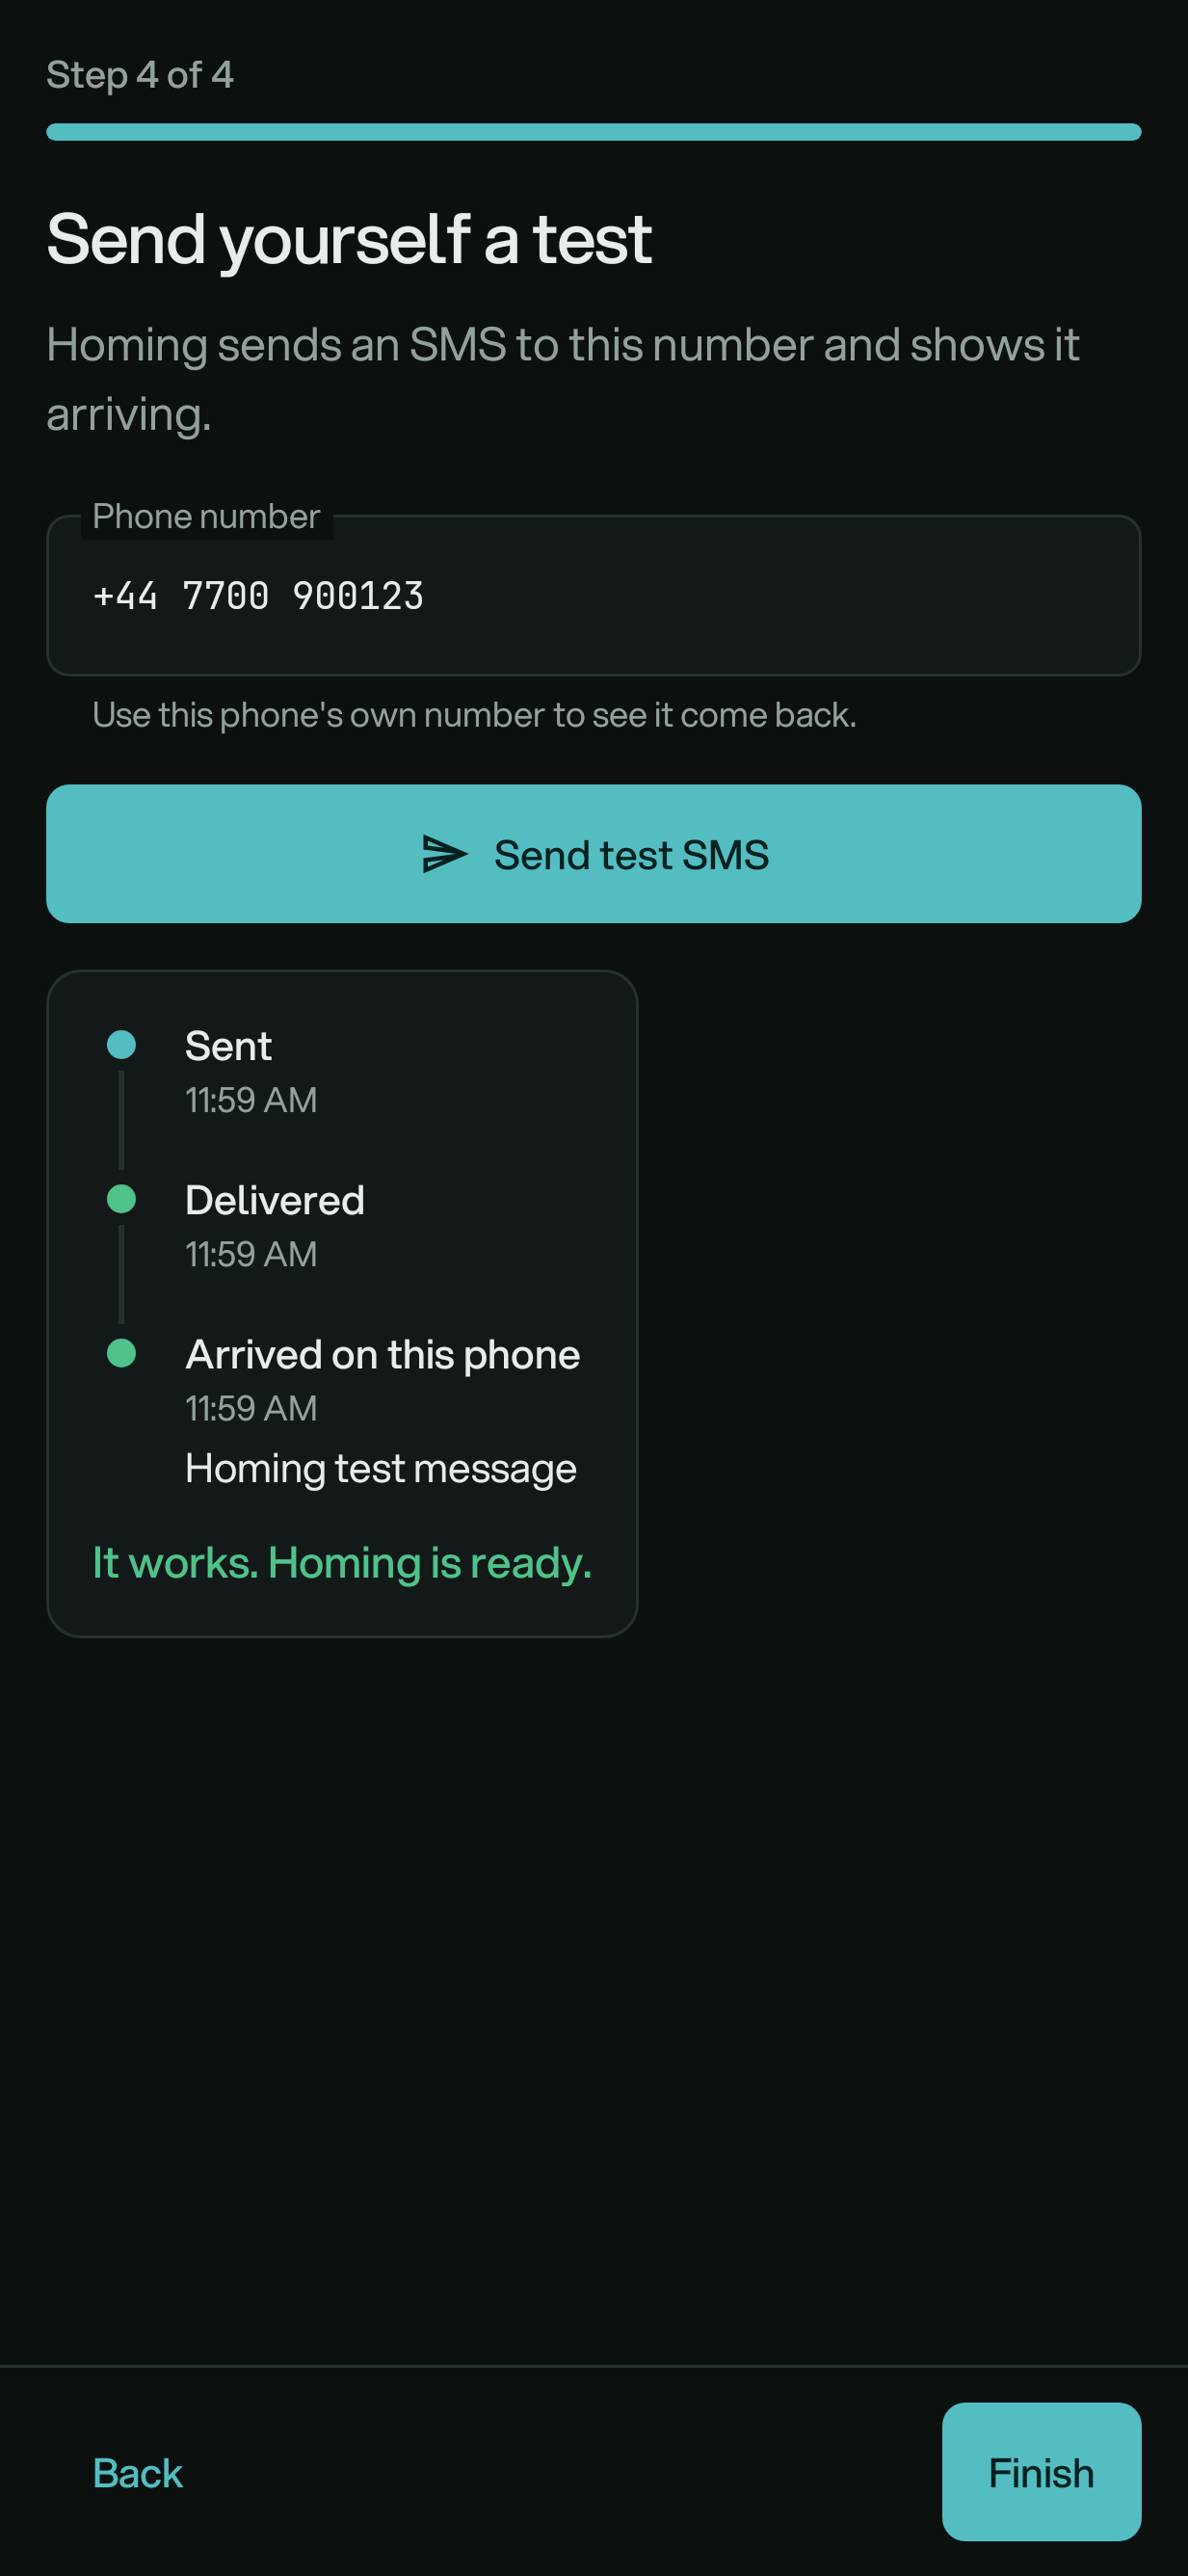 Step 4 of 4
Send yourself a test
Homing sends an SMS to this number and shows it
arriving.
Phone number
+44 7700 900123
Use this phone's own number to see it come back.
Send test SMS
Sent
11:59 AM
Delivered
11:59 AM
Arrived on this phone
11:59 AM
Homing test message
It works. Homing is ready.
Back
Finish